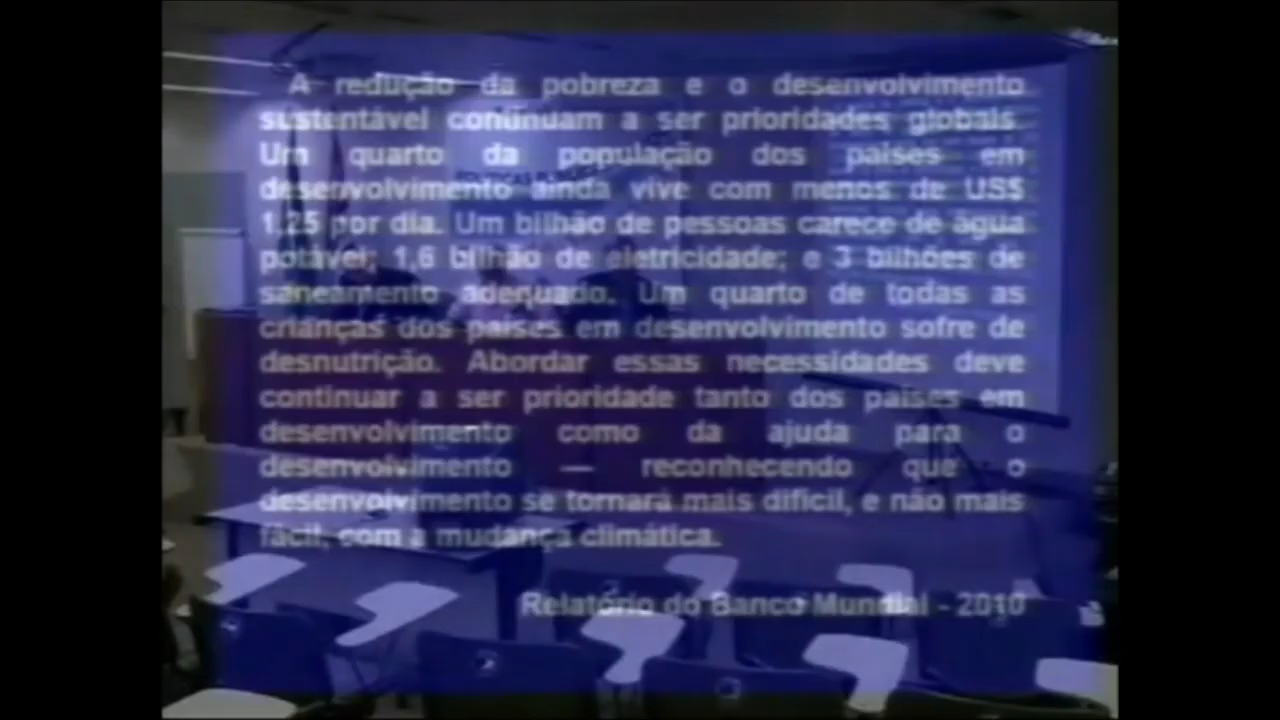 A redução da pobreza e o desenvolvimento
sustentável continuam a ser prioridades globais.
Um quarto da população dos países em
desenvolvimento ainda vive com menos de US$
1,25 por dia. Um bilhão de pessoas carece de água
potável; 1,6 bilhão de eletricidade; e 3 bilhões de
saneamento adequado. Um quarto de todas as
crianças dos países em desenvolvimento sofre de
desnutrição. Abordar essas necessidades deve
continuar a ser prioridade tanto dos países em
desenvolvimento como da ajuda para o
desenvolvimento — reconhecendo que o
desenvolvimento se tornará mais difícil, e não mais
fácil, com a mudança climática.
Relatório do Banco Mundial - 2010